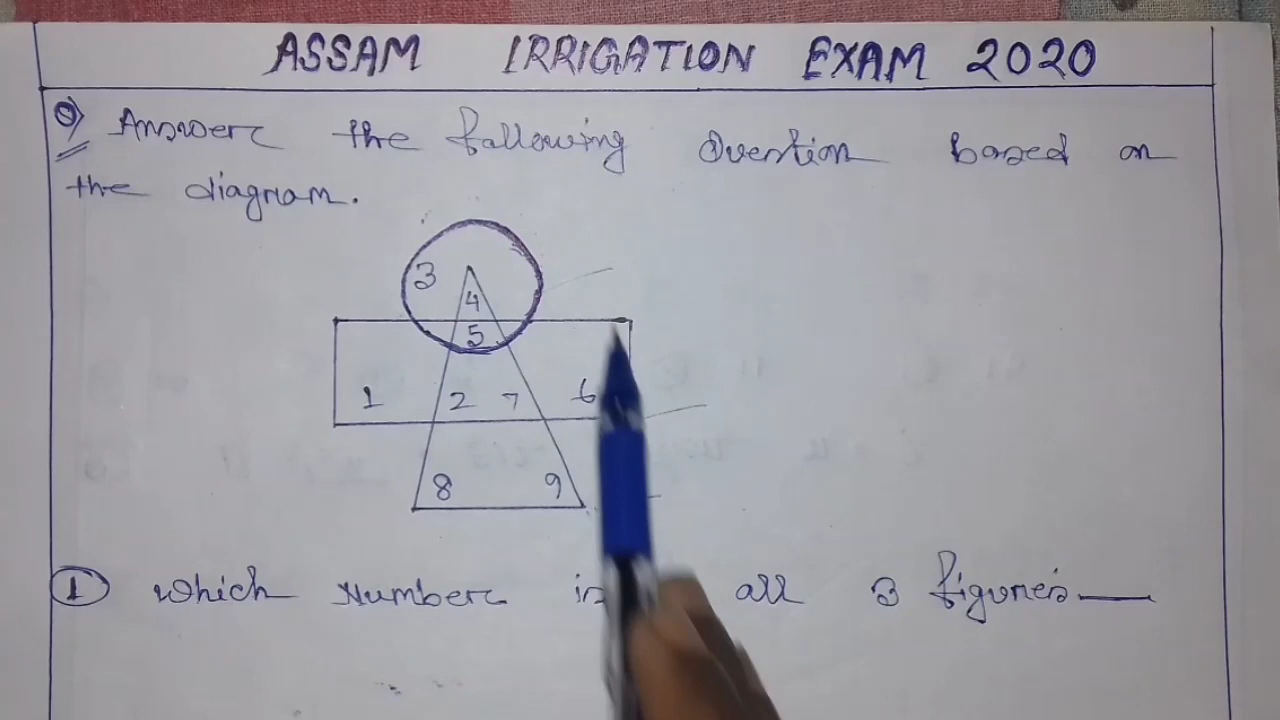 ASSAM IRRIGATION EXAM 2020
Q) Answer the following Question based on
the diagram.
3
4
5
1 2 7 6
8 9
1 which Number in all 3 figures